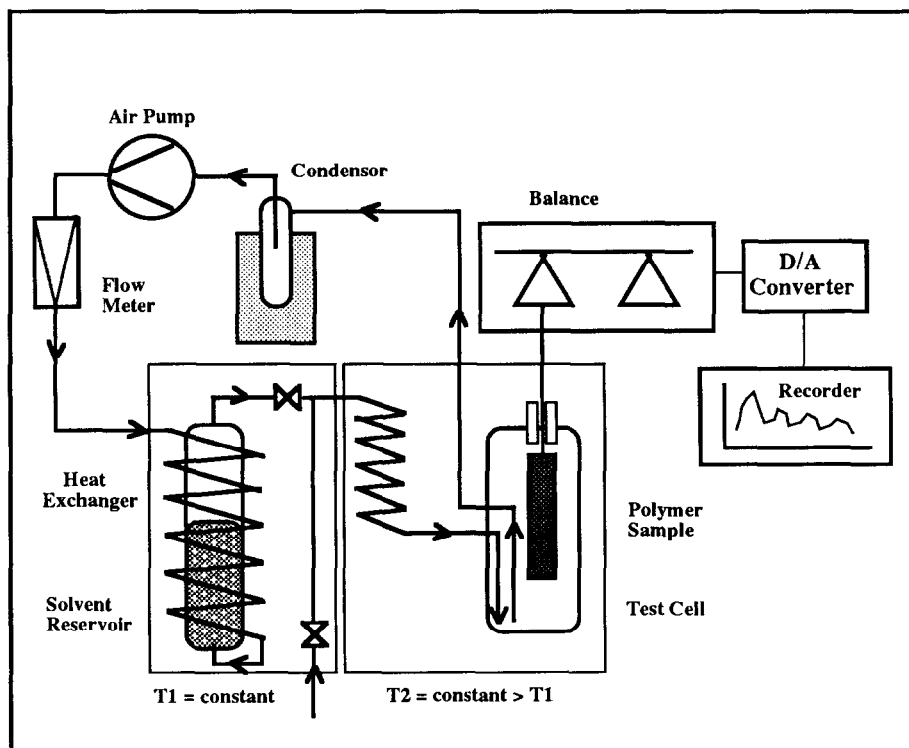 Air Pump
Condensor
Balance
D/A
Converter
Flow
Meter
Recorder
Heat
Exchanger
Polymer
Sample
Solvent
Reservoir
Test Cell
T1 = constant
T2 = constant > T1